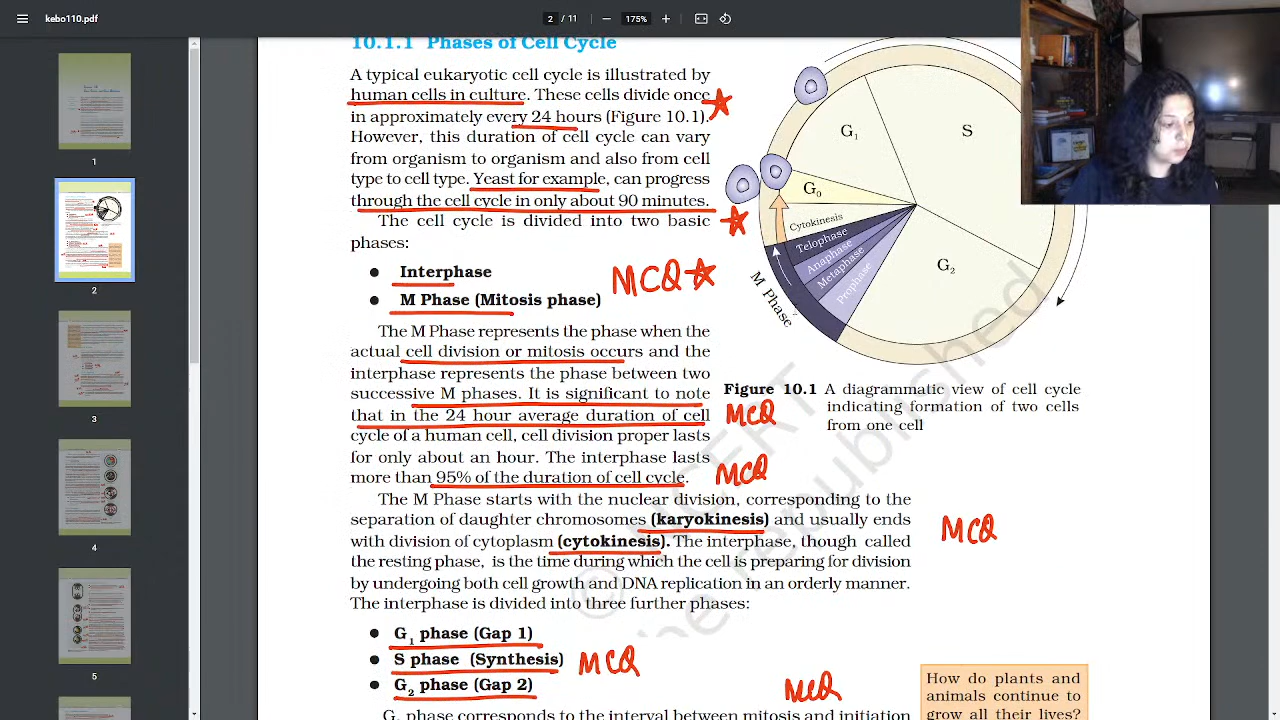 kebo110.pdf
2 / 11
175%
1
2
3
4
5
10.1.1 Phases of Cell Cycle
A typical eukaryotic cell cycle is illustrated by
human cells in culture. These cells divide once
in approximately every 24 hours (Figure 10.1).
However, this duration of cell cycle can vary
from organism to organism and also from cell
type to cell type. Yeast for example, can progress
through the cell cycle in only about 90 minutes.
The cell cycle is divided into two basic
phases:
Interphase
M Phase (Mitosis phase)
MCQ
The M Phase represents the phase when the
actual cell division or mitosis occurs and the
interphase represents the phase between two
successive M phases. It is significant to note
that in the 24 hour average duration of cell
cycle of a human cell, cell division proper lasts
for only about an hour. The interphase lasts
more than 95% of the duration of cell cycle.
MCQ
MCQ
G1
S
G0
G2
Cytokinesis
Telophase
Anaphase
Metaphase
Prophase
M Phase
Figure 10.1 A diagrammatic view of cell cycle
indicating formation of two cells
from one cell
The M Phase starts with the nuclear division, corresponding to the
separation of daughter chromosomes (karyokinesis) and usually ends
with division of cytoplasm (cytokinesis). The interphase, though called
the resting phase, is the time during which the cell is preparing for division
by undergoing both cell growth and DNA replication in an orderly manner.
The interphase is divided into three further phases:
MCQ
G1 phase (Gap 1)
S phase (Synthesis)
G2 phase (Gap 2)
MCQ
MCQ
G1 phase corresponds to the interval between mitosis and initiation
How do plants and
animals continue to
grow all their lives?
republished